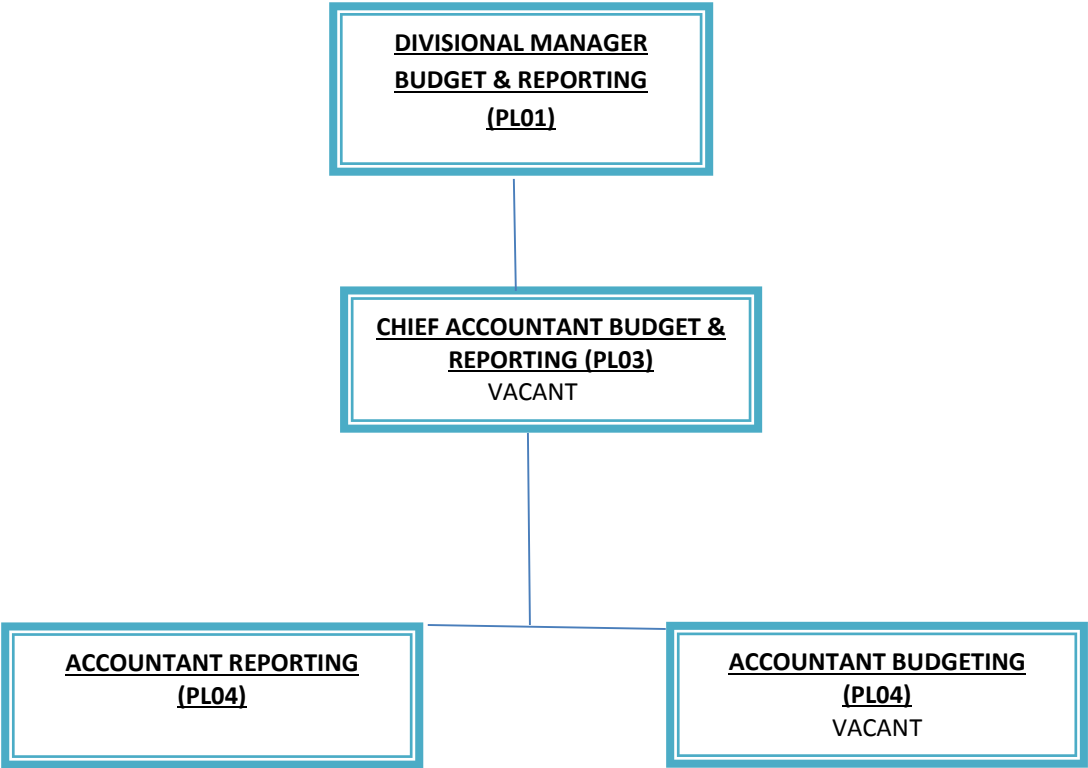 DIVISIONAL MANAGER
BUDGET & REPORTING
(PL01)
CHIEF ACCOUNTANT BUDGET &
REPORTING (PL03)
VACANT
ACCOUNTANT REPORTING
(PL04)
ACCOUNTANT BUDGETING
(PL04)
VACANT